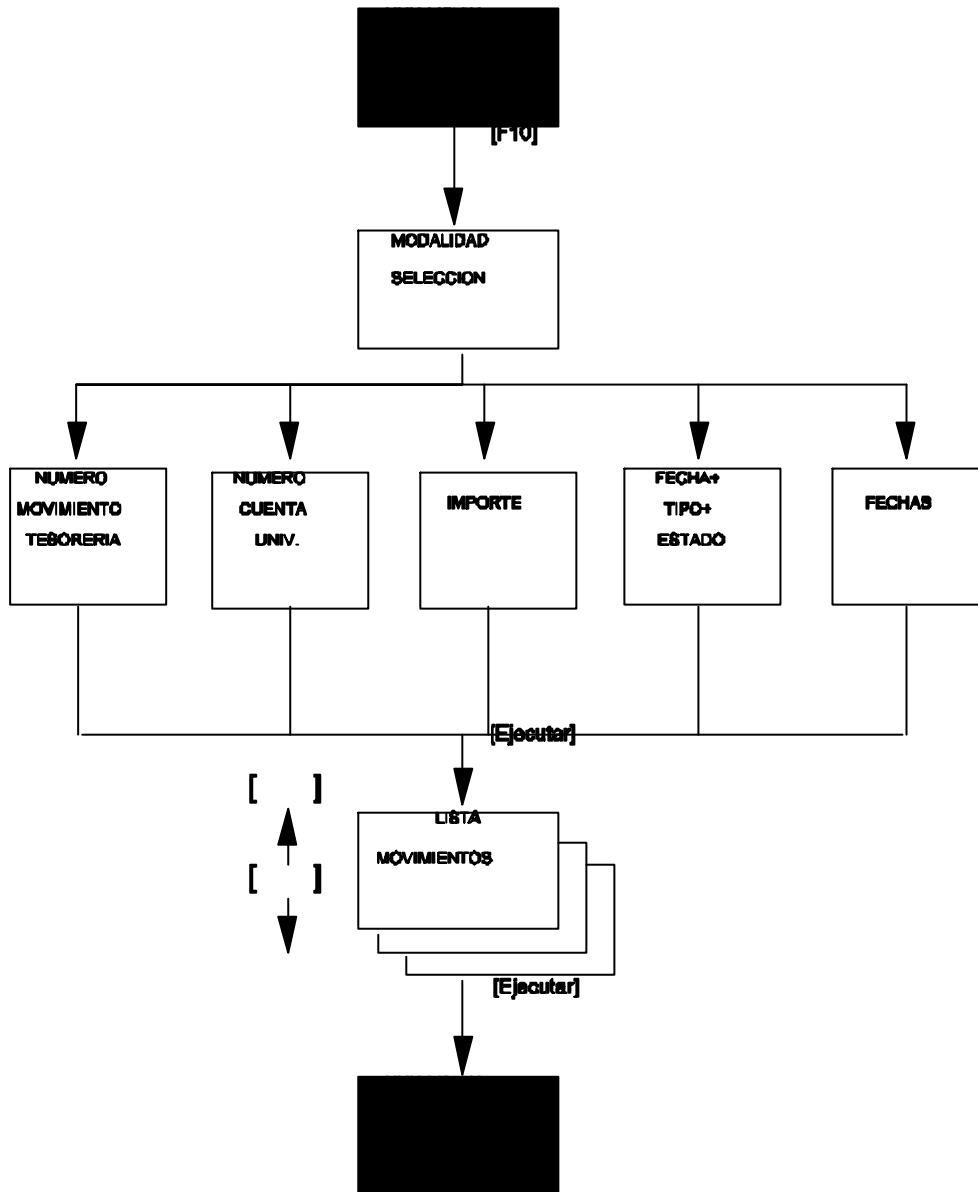 [F10]
MODALIDAD
SELECCION
NUMERO
MOVIMIENTO
TESORERIA
NUMERO
CUENTA
UNIV.
IMPORTE
FECHA+
TIPO+
ESTADO
FECHAS
[Ejecutar]
[ ]
[ ]
LISTA
MOVIMIENTOS
[Ejecutar]